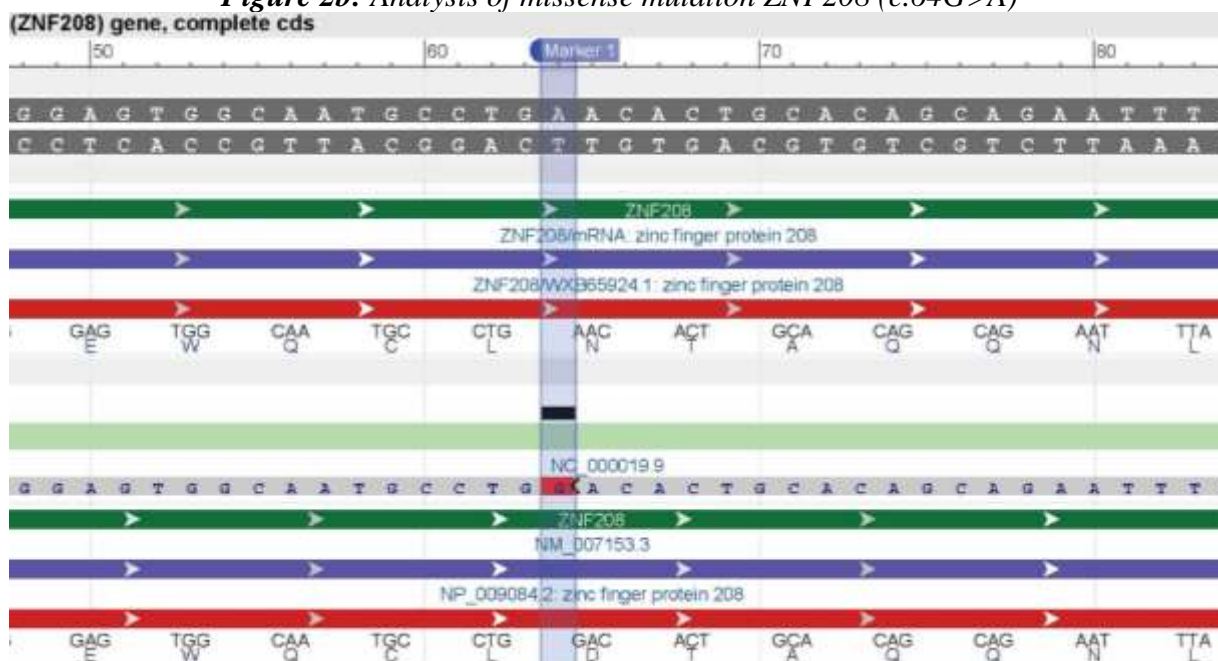 Figure 2b: Analysis of missense mutation ZNF208 (c.64G>A)
(ZNF208) gene, complete cds
50 60 Marker 1 70 80
G G A G T G G C A A T G C C T G A A C A C T G C A C A G C A G A A T T T
C C T C A C C G T T A C G G A C T T G T G A C G T G T C G T C T T A A A
ZNF208
ZNF208/mRNA: zinc finger protein 208
ZNF208/WXB65924.1: zinc finger protein 208
GAG TGG CAA TGC CTG AAC ACT GCA CAG CAG AAT TTA
E W Q C L N T A Q Q N L
NC_000019.9
G G A G T G G C A A T G C C T G G A C A C T G C A C A G C A G A A T T T
ZNF208
NM_007153.3
NP_009084.2: zinc finger protein 208
GAG TGG CAA TGC CTG GAC ACT GCA CAG CAG AAT TTA
E W Q C L D T A Q Q N L